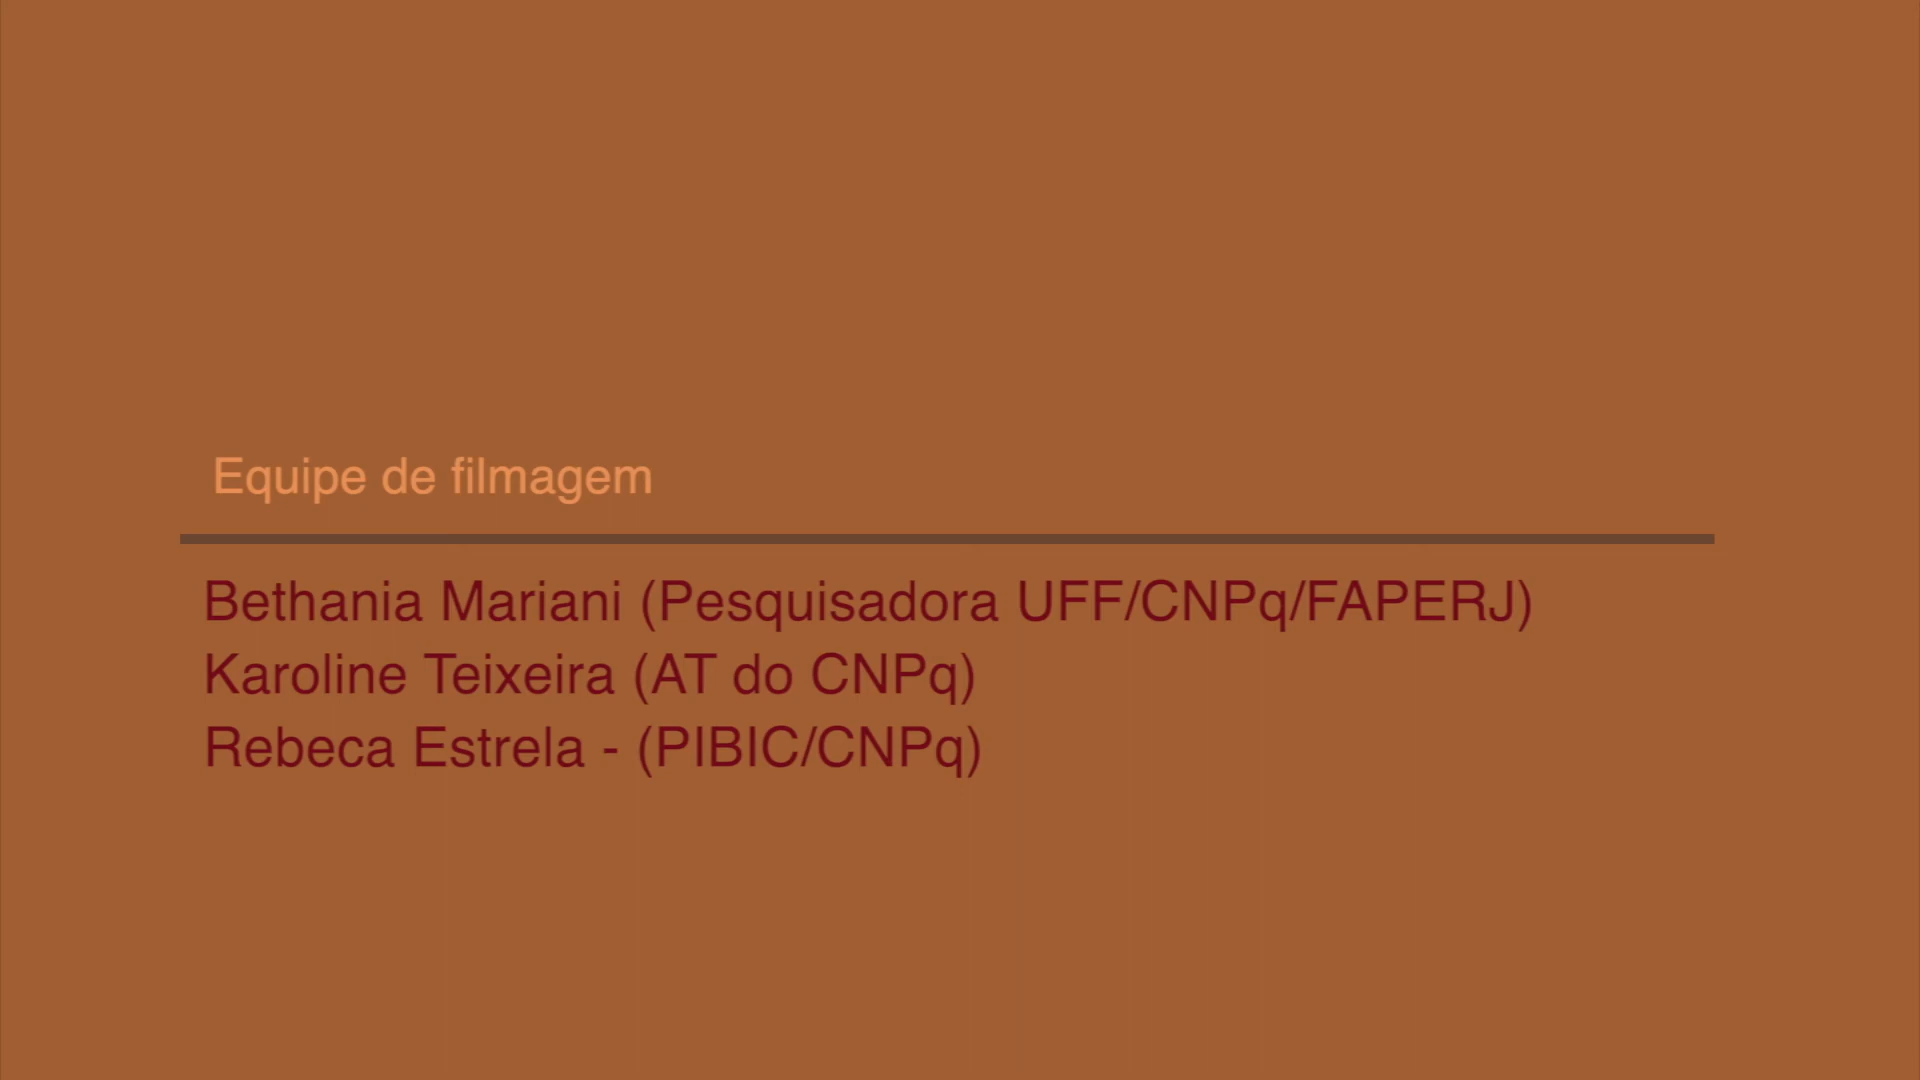 Equipe de filmagem
Bethania Mariani (Pesquisadora UFF/CNPq/FAPERJ)
Karoline Teixeira (AT do CNPq)
Rebeca Estrela - (PIBIC/CNPq)